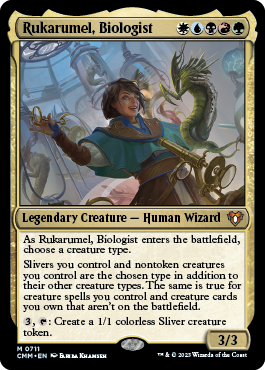 Rukarumel, Biologist
Legendary Creature — Human Wizard
As Rukarumel, Biologist enters the battlefield,
choose a creature type.
Slivers you control and nontoken creatures
you control are the chosen type in addition to
their other creature types. The same is true for
creature spells you control and creature cards
you own that aren't on the battlefield.
3, : Create a 1/1 colorless Sliver creature
token.
3/3
M 0711
CMM • EN Ekaterina Khamseh
™ & © 2023 Wizards of the Coast